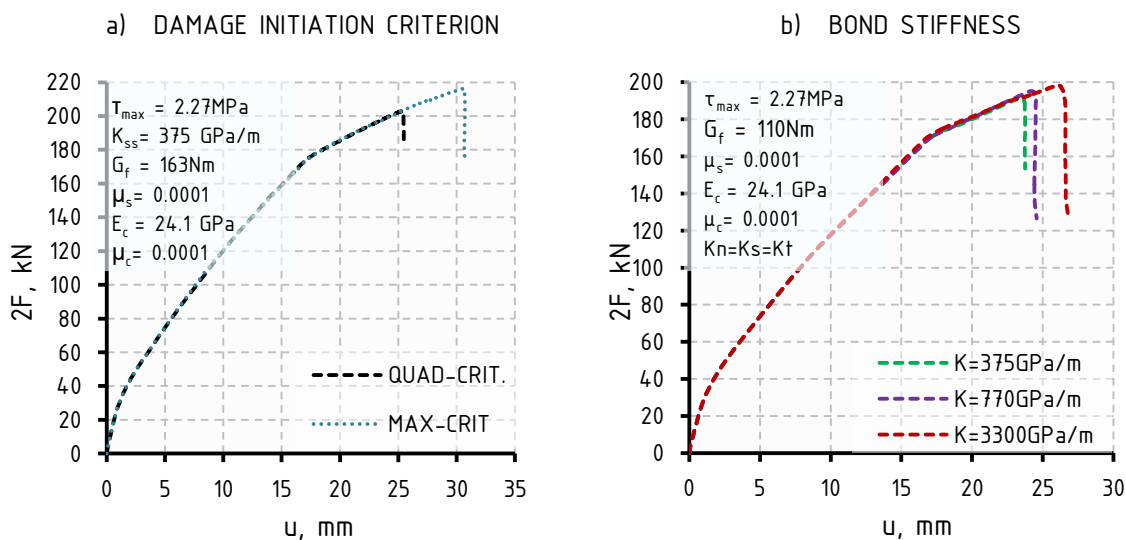 a) DAMAGE INITIATION CRITERION
2F, kN
220
200
180
160
140
120
100
80
60
40
20
0
τmax = 2.27MPa
Kss= 375 GPa/m
Gf = 163Nm
μs= 0.0001
Ec= 24.1 GPa
μc= 0.0001
QUAD-CRIT.
MAX-CRIT
0 5 10 15 20 25 30 35
u, mm
b) BOND STIFFNESS
2F, kN
200
180
160
140
120
100
80
60
40
20
0
τmax = 2.27MPa
Gf = 110Nm
μs= 0.0001
Ec = 24.1 GPa
μc= 0.0001
Kn=Ks=Kt
K=375GPa/m
K=770GPa/m
K=3300GPa/m
0 5 10 15 20 25 30
u, mm